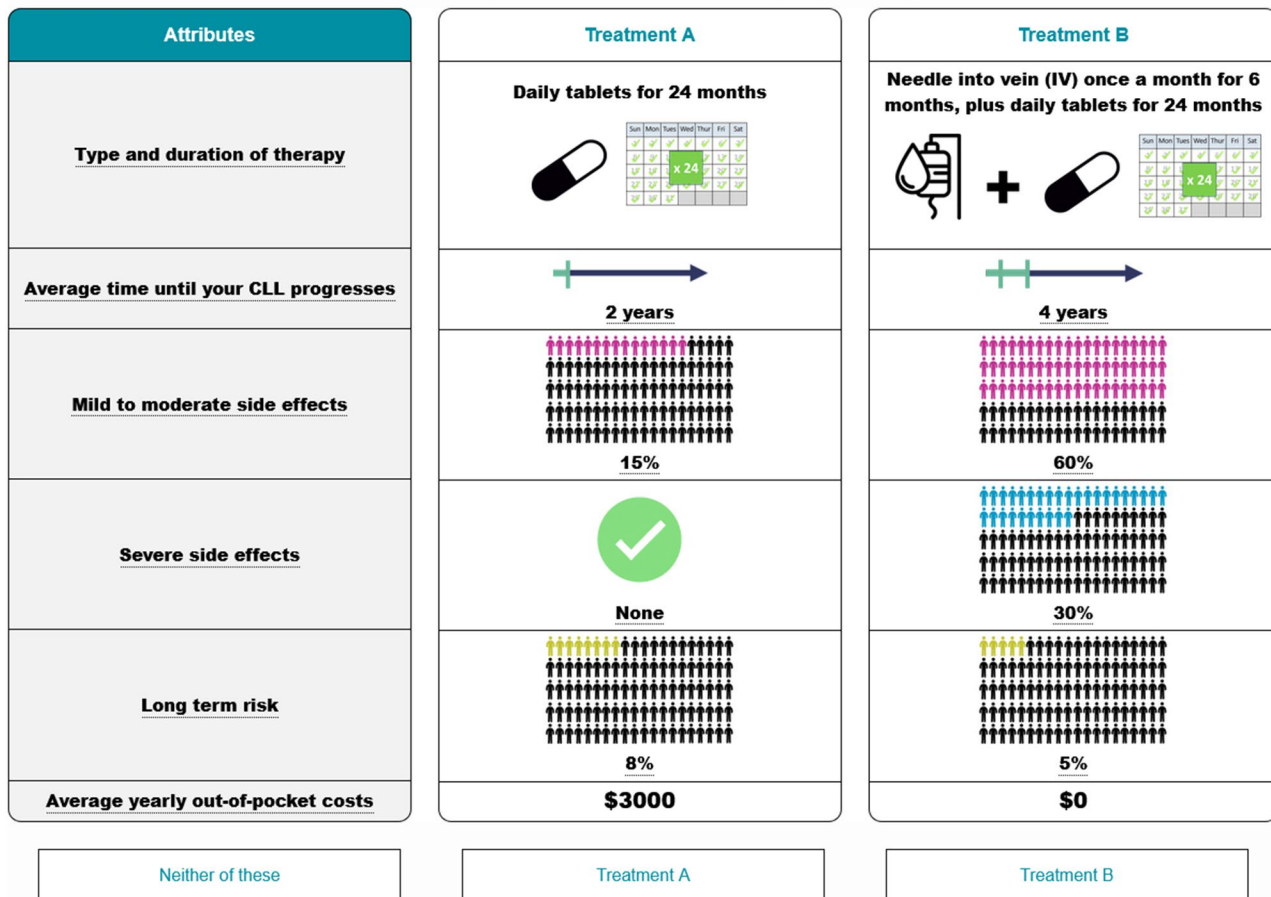 Attributes
Treatment A
Treatment B
Type and duration of therapy
Daily tablets for 24 months
Sun Mon Tues Wed Thur Fri Sat
x 24
Needle into vein (IV) once a month for 6
months, plus daily tablets for 24 months
Sun Mon Tues Wed Thur Fri Sat
x 24
Average time until your CLL progresses
2 years
4 years
Mild to moderate side effects
15%
60%
Severe side effects
None
30%
Long term risk
8%
5%
Average yearly out-of-pocket costs
$3000
$0
Neither of these
Treatment A
Treatment B